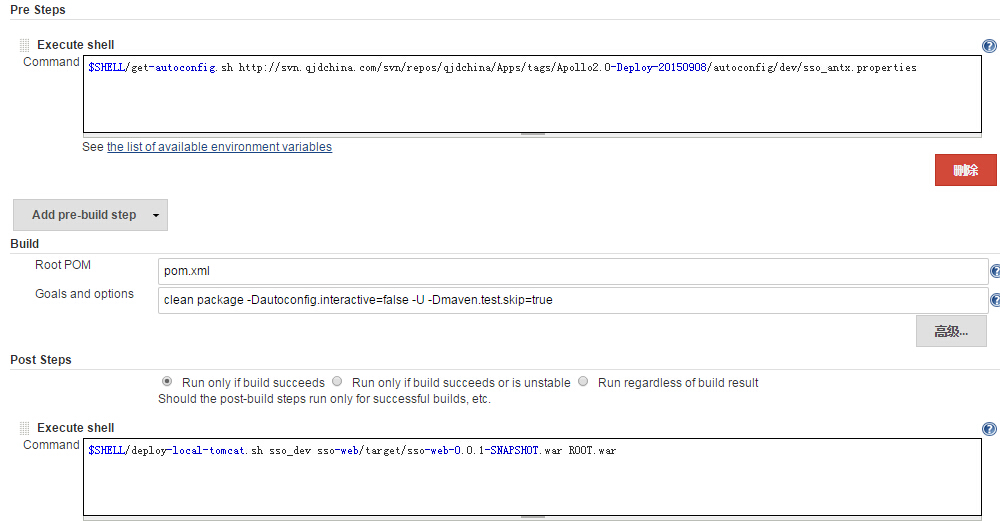 Pre Steps
Execute shell
Command
$SHELL/get-autoconfig.sh http://svn.qjdchina.com/svn/repos/qjdchina/Apps/tags/Apollo2.0-Deploy-20150908/autoconfig/dev/sso_antx.properties
See the list of available environment variables
删除
Add pre-build step
Build
Root POM
pom.xml
Goals and options
clean package -Dautoconfig.interactive=false -U -Dmaven.test.skip=true
高级...
Post Steps
Run only if build succeeds Run only if build succeeds or is unstable Run regardless of build result
Should the post-build steps run only for successful builds, etc.
Execute shell
Command
$SHELL/deploy-local-tomcat.sh sso_dev sso-web/target/sso-web-0.0.1-SNAPSHOT.war ROOT.war